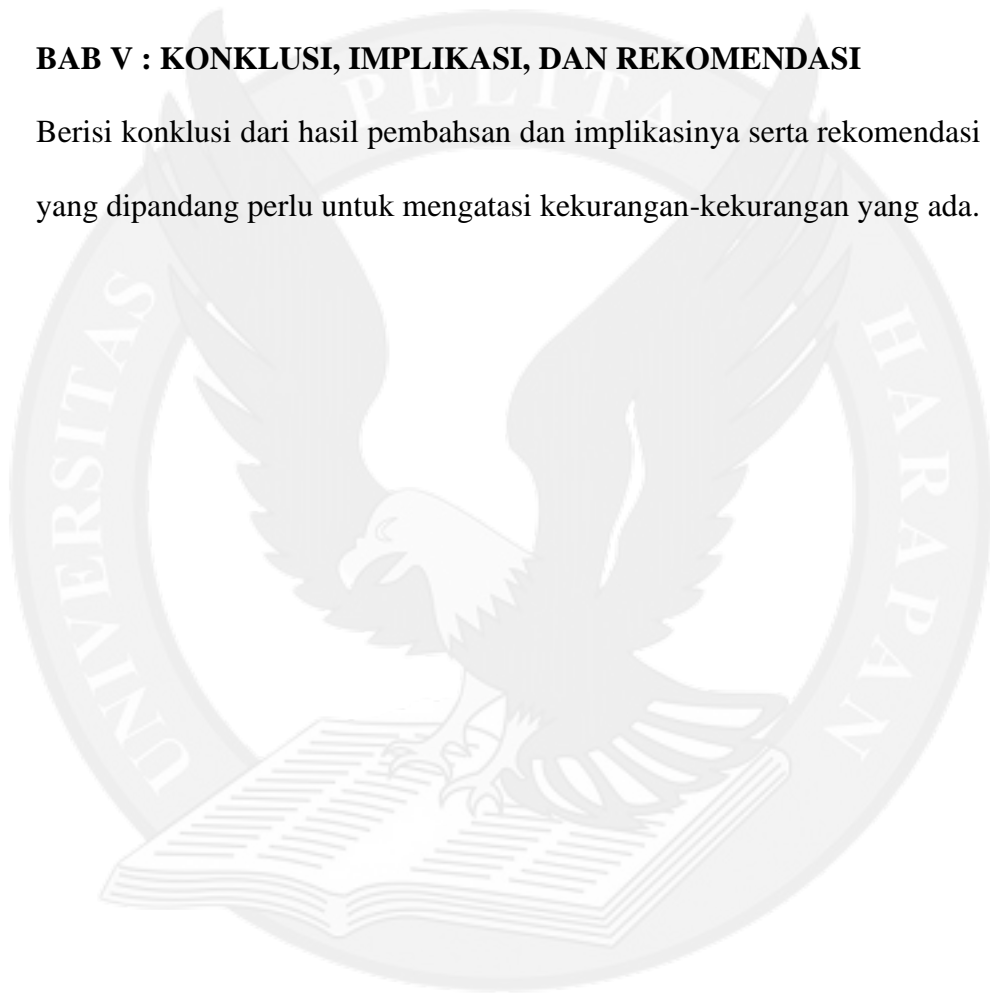 BAB V : KONKLUSI, IMPLIKASI, DAN REKOMENDASI
Berisi konklusi dari hasil pembahsan dan implikasinya serta rekomendasi
yang dipandang perlu untuk mengatasi kekurangan-kekurangan yang ada.
UNIVERSITAS PELITA HARAPAN